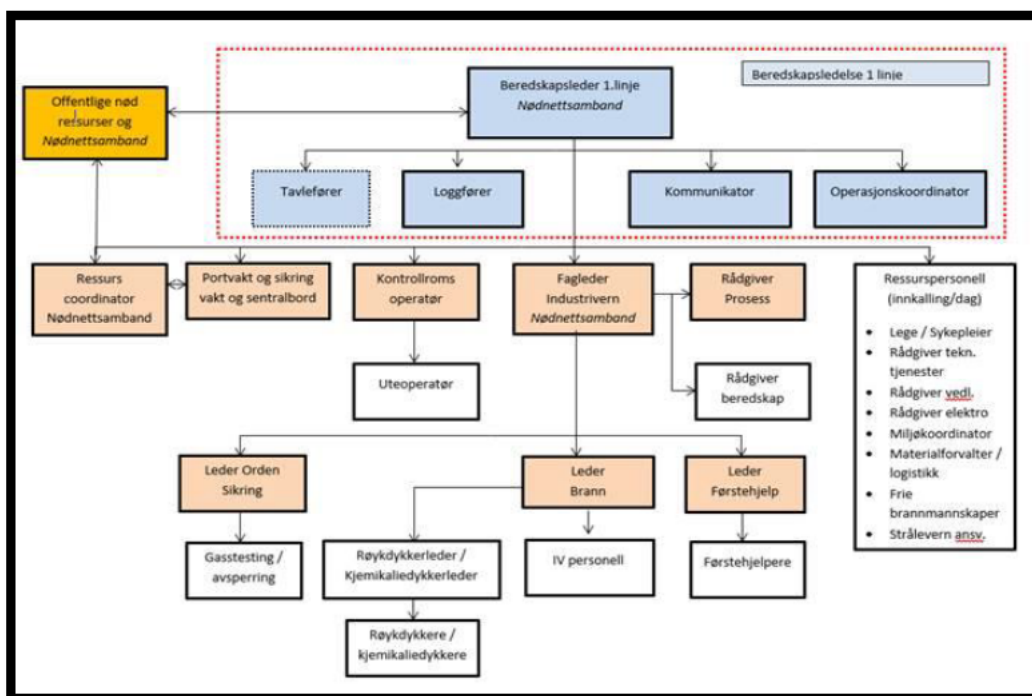 Beredskapsledelse 1 linje
Beredskapsleder 1.linje
Nødnettsamband
Offentlige nød
ressurser og
Nødnettsamband
Tavlefører
Loggfører
Kommunikator
Operasjonskoordinator
Ressurs
coordinator
Nødnettsamband
Portvakt og sikring
vakt og sentralbord
Kontrollroms
operatør
Fagleder
Industrivern
Nødnettsamband
Rådgiver
Prosess
Ressurspersonell
(innkalling/dag)
• Lege / Sykepleier
• Rådgiver tekn.
tjenester
• Rådgiver vedl.
• Rådgiver elektro
• Miljøkoordinator
• Materialforvalter /
logistikk
• Frie
brannmannskaper
• Strålevern ansv.
Uteoperatør
Rådgiver
beredskap
Leder Orden
Sikring
Leder
Brann
Leder
Førstehjelp
Gasstesting /
avsperring
Røykdykkerleder /
Kjemikaliedykkerleder
IV personell
Førstehjelpere
Røykdykkere /
kjemikaliedykkere